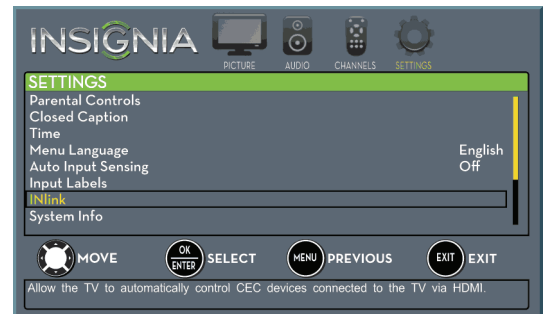 INSIGNIA
PICTURE AUDIO CHANNELS SETTINGS
SETTINGS
Parental Controls
Closed Caption
Time
Menu Language English
Auto Input Sensing Off
Input Labels
INlink
System Info
MOVE OK ENTER SELECT MENU PREVIOUS EXIT EXIT
Allow the TV to automatically control CEC devices connected to the TV via HDMI.